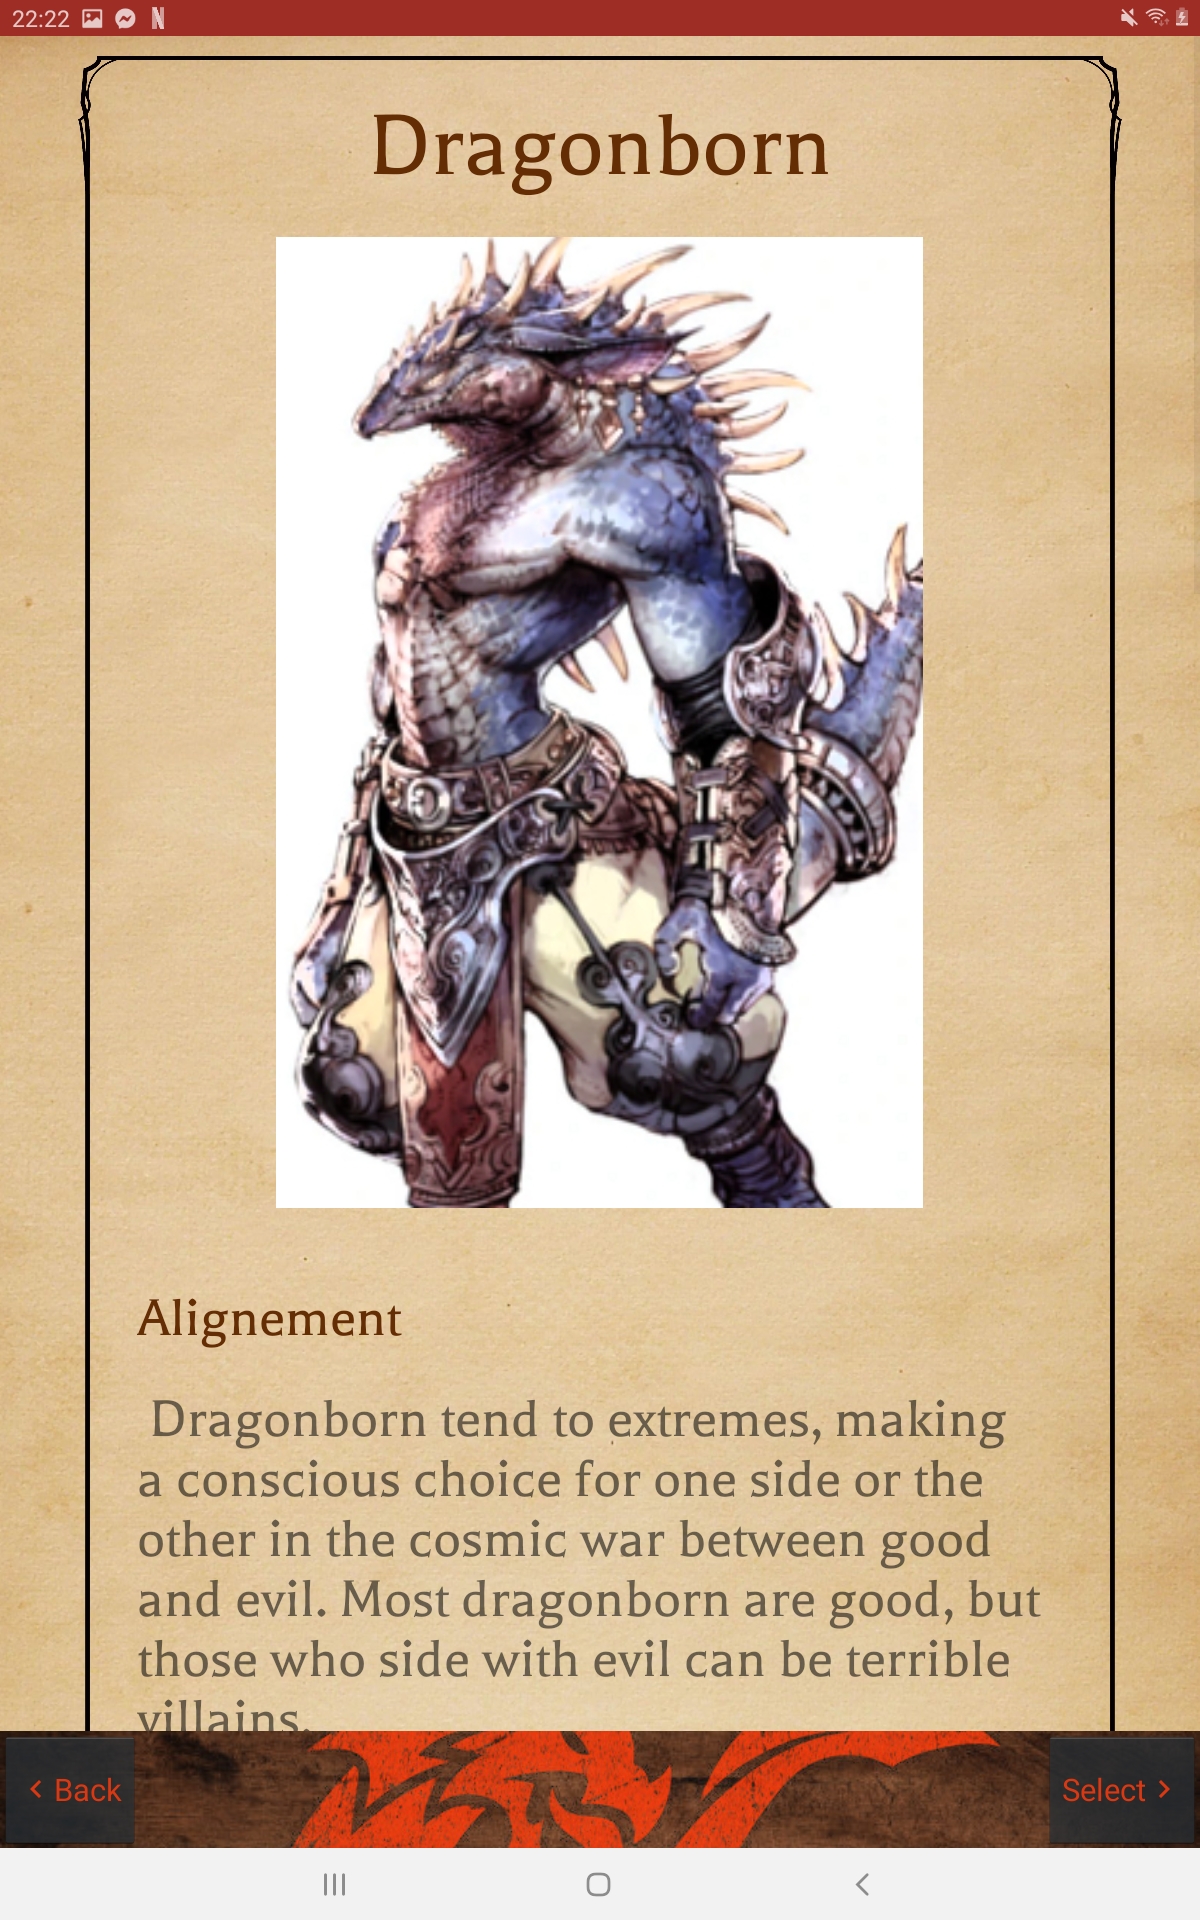 22:22
Dragonborn
Alignement
Dragonborn tend to extremes, making
a conscious choice for one side or the
other in the cosmic war between good
and evil. Most dragonborn are good, but
those who side with evil can be terrible
villains.
Back
Select